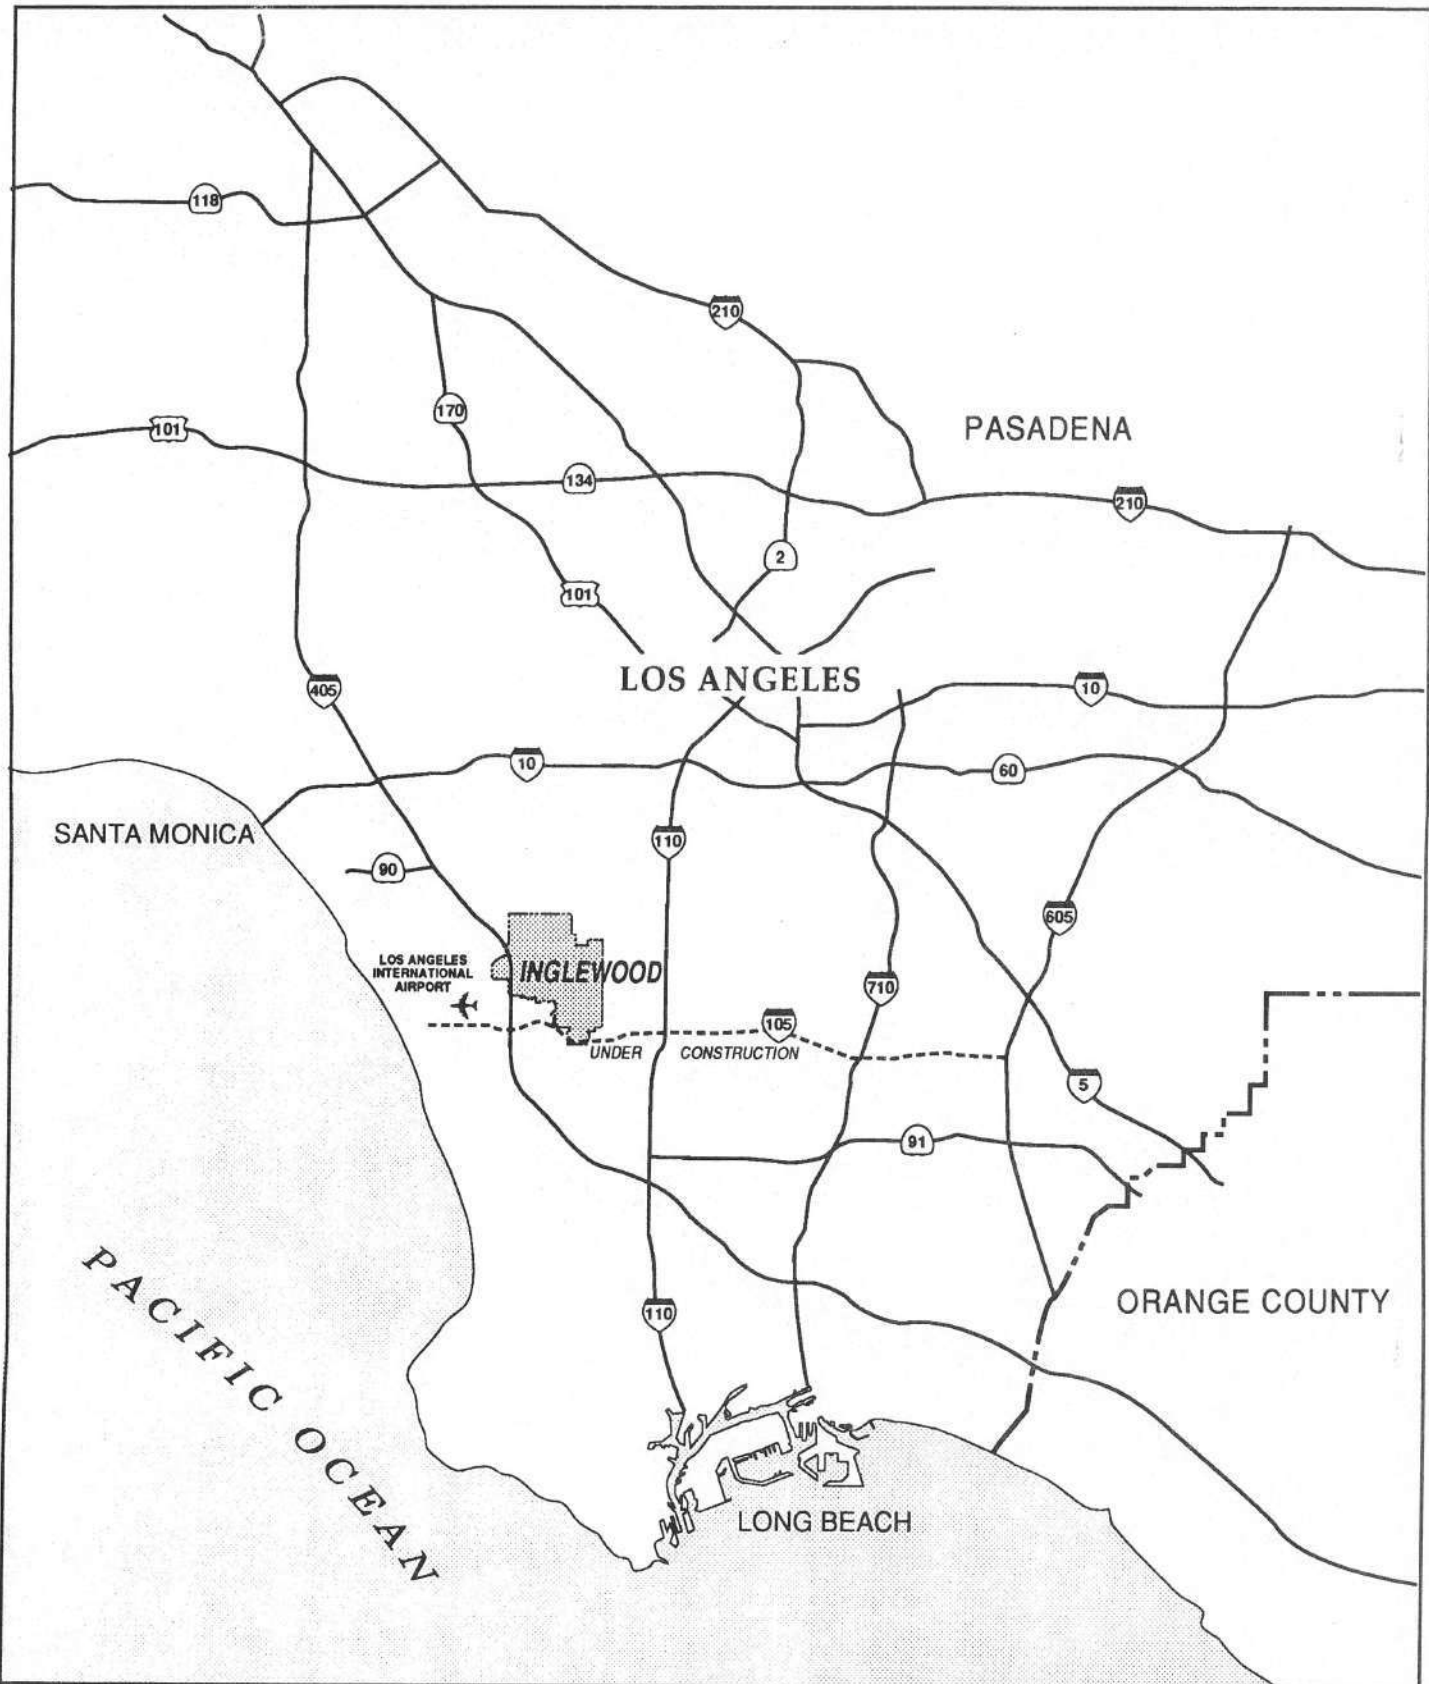 118
210
170
PASADENA
101
134
210
2
101
LOS ANGELES
405
10
10
60
SANTA MONICA
110
90
605
LOS ANGELES
INTERNATIONAL
AIRPORT
INGLEWOOD
710
105
UNDER CONSTRUCTION
5
91
PACIFIC OCEAN
ORANGE COUNTY
110
LONG BEACH